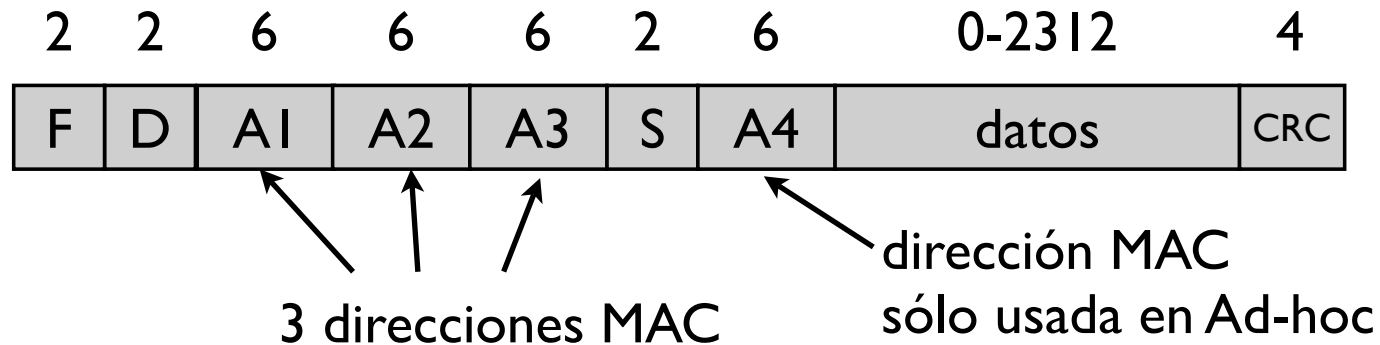 2 2 6 6 6 2 6 0-2312 4
F D A1 A2 A3 S A4 datos CRC
3 direcciones MAC
dirección MAC
sólo usada en Ad-hoc